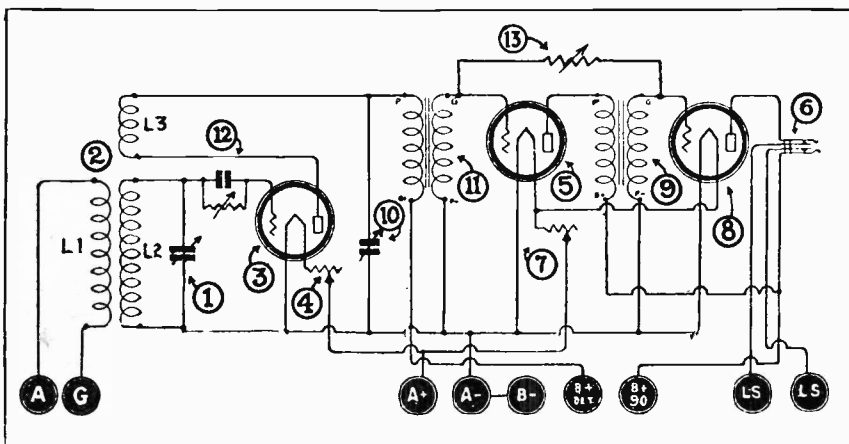 13
L3
12
P
G
P
G
6
2
11
5
9
8
L1
L2
10
B+
F-
B+
F-
1
3
4
7
A
G
A+
A-
B-
B+
DET
B+
90
LS
LS